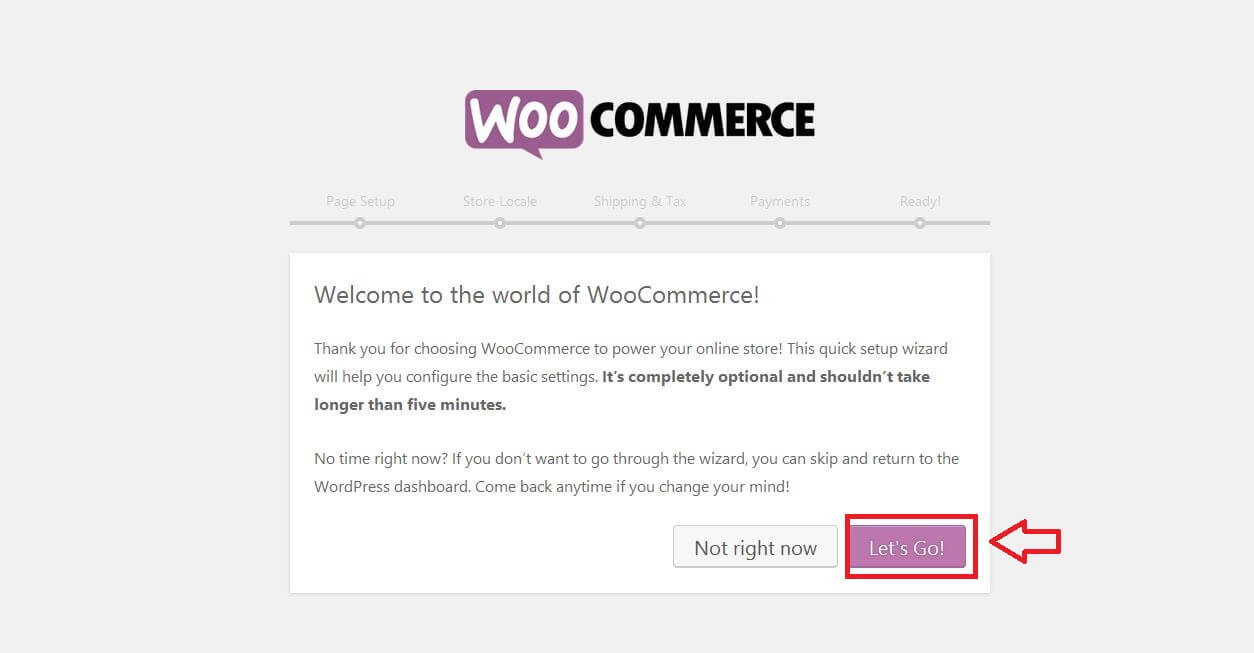 WOO COMMERCE
Page Setup Store Locale Shipping & Tax Payments Ready!
Welcome to the world of WooCommerce!
Thank you for choosing WooCommerce to power your online store! This quick setup wizard
will help you configure the basic settings. It’s completely optional and shouldn’t take
longer than five minutes.
No time right now? If you don’t want to go through the wizard, you can skip and return to the
WordPress dashboard. Come back anytime if you change your mind!
Not right now Let's Go!